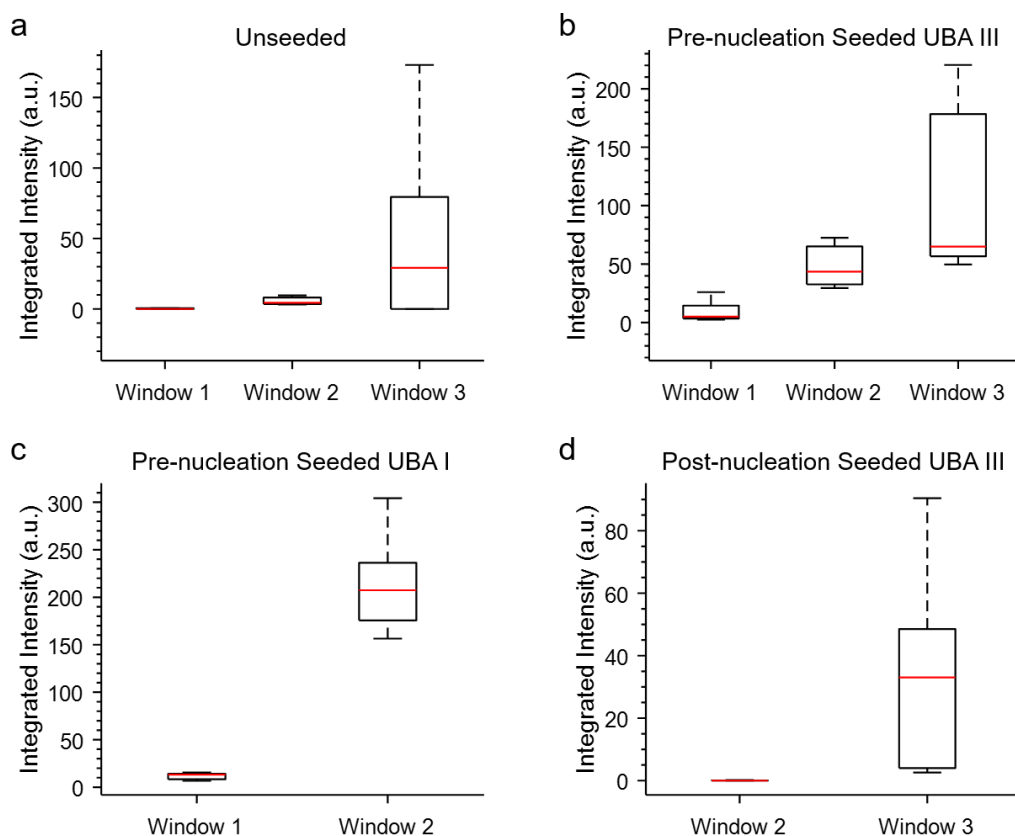 a
Unseeded
Integrated Intensity (a.u.)
150
100
50
0
Window 1 Window 2 Window 3
b
Pre-nucleation Seeded UBA III
Integrated Intensity (a.u.)
200
150
100
50
0
Window 1 Window 2 Window 3
c
Pre-nucleation Seeded UBA I
Integrated Intensity (a.u.)
300
250
200
150
100
50
0
Window 1 Window 2
d
Post-nucleation Seeded UBA III
Integrated Intensity (a.u.)
80
60
40
20
0
Window 2 Window 3